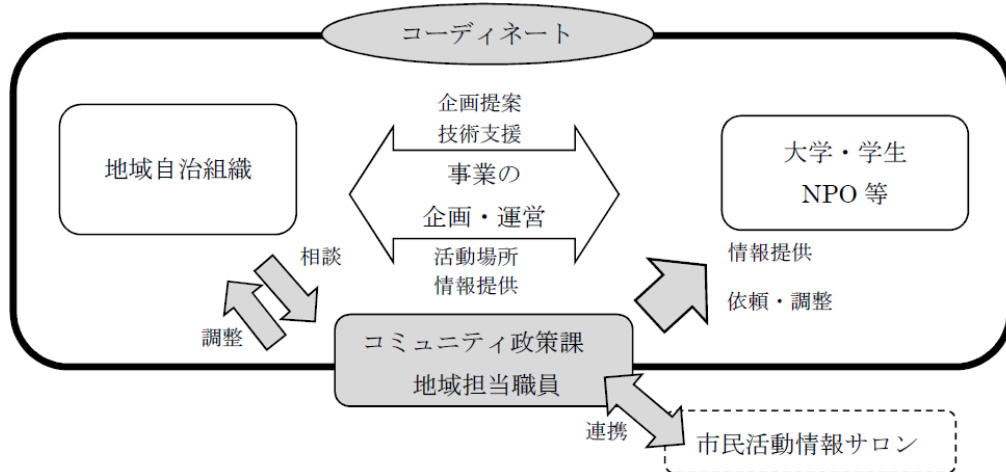 コーディネート
企画提案
技術支援
地域自治組織
事業の
企画・運営
大学・学生
NPO 等
活動場所
情報提供
相談
調整
情報提供
依頼・調整
コミュニティ政策課
地域担当職員
連携
市民活動情報サロン